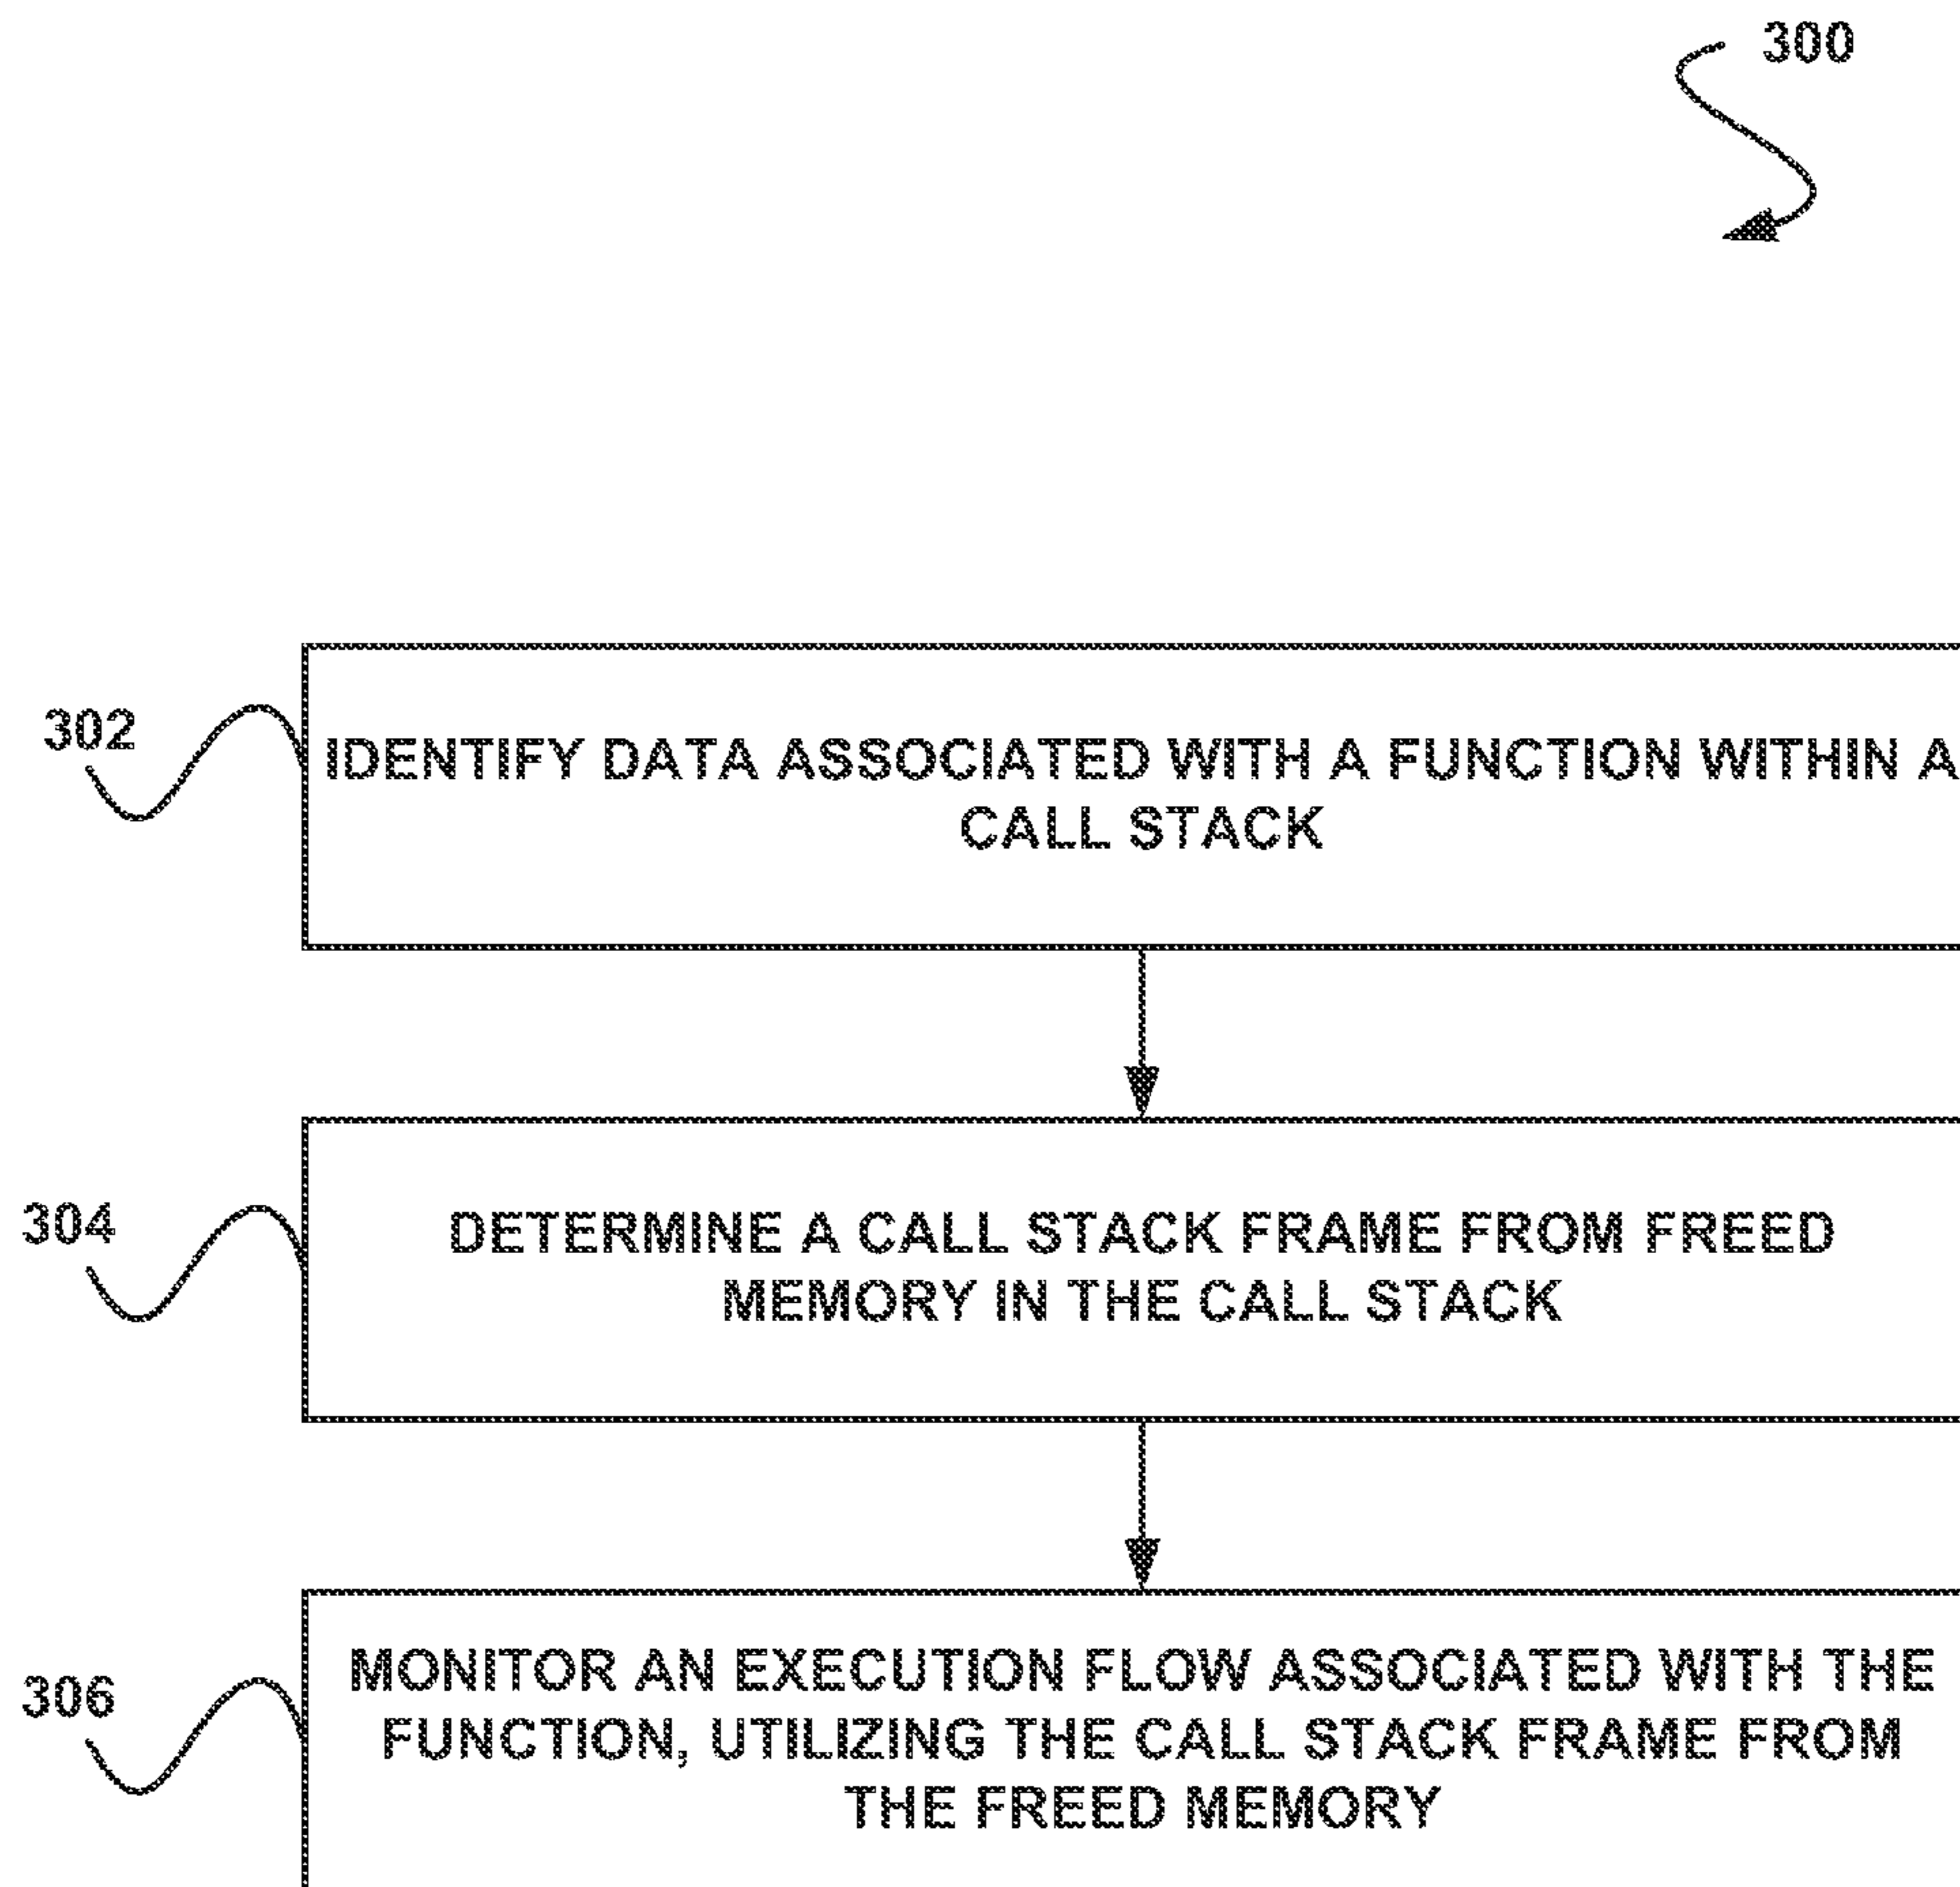 300
302
IDENTIFY DATA ASSOCIATED WITH A FUNCTION WITHIN A
CALL STACK
304
DETERMINE A CALL STACK FRAME FROM FREED
MEMORY IN THE CALL STACK
306
MONITOR AN EXECUTION FLOW ASSOCIATED WITH THE
FUNCTION, UTILIZING THE CALL STACK FRAME FROM
THE FREED MEMORY